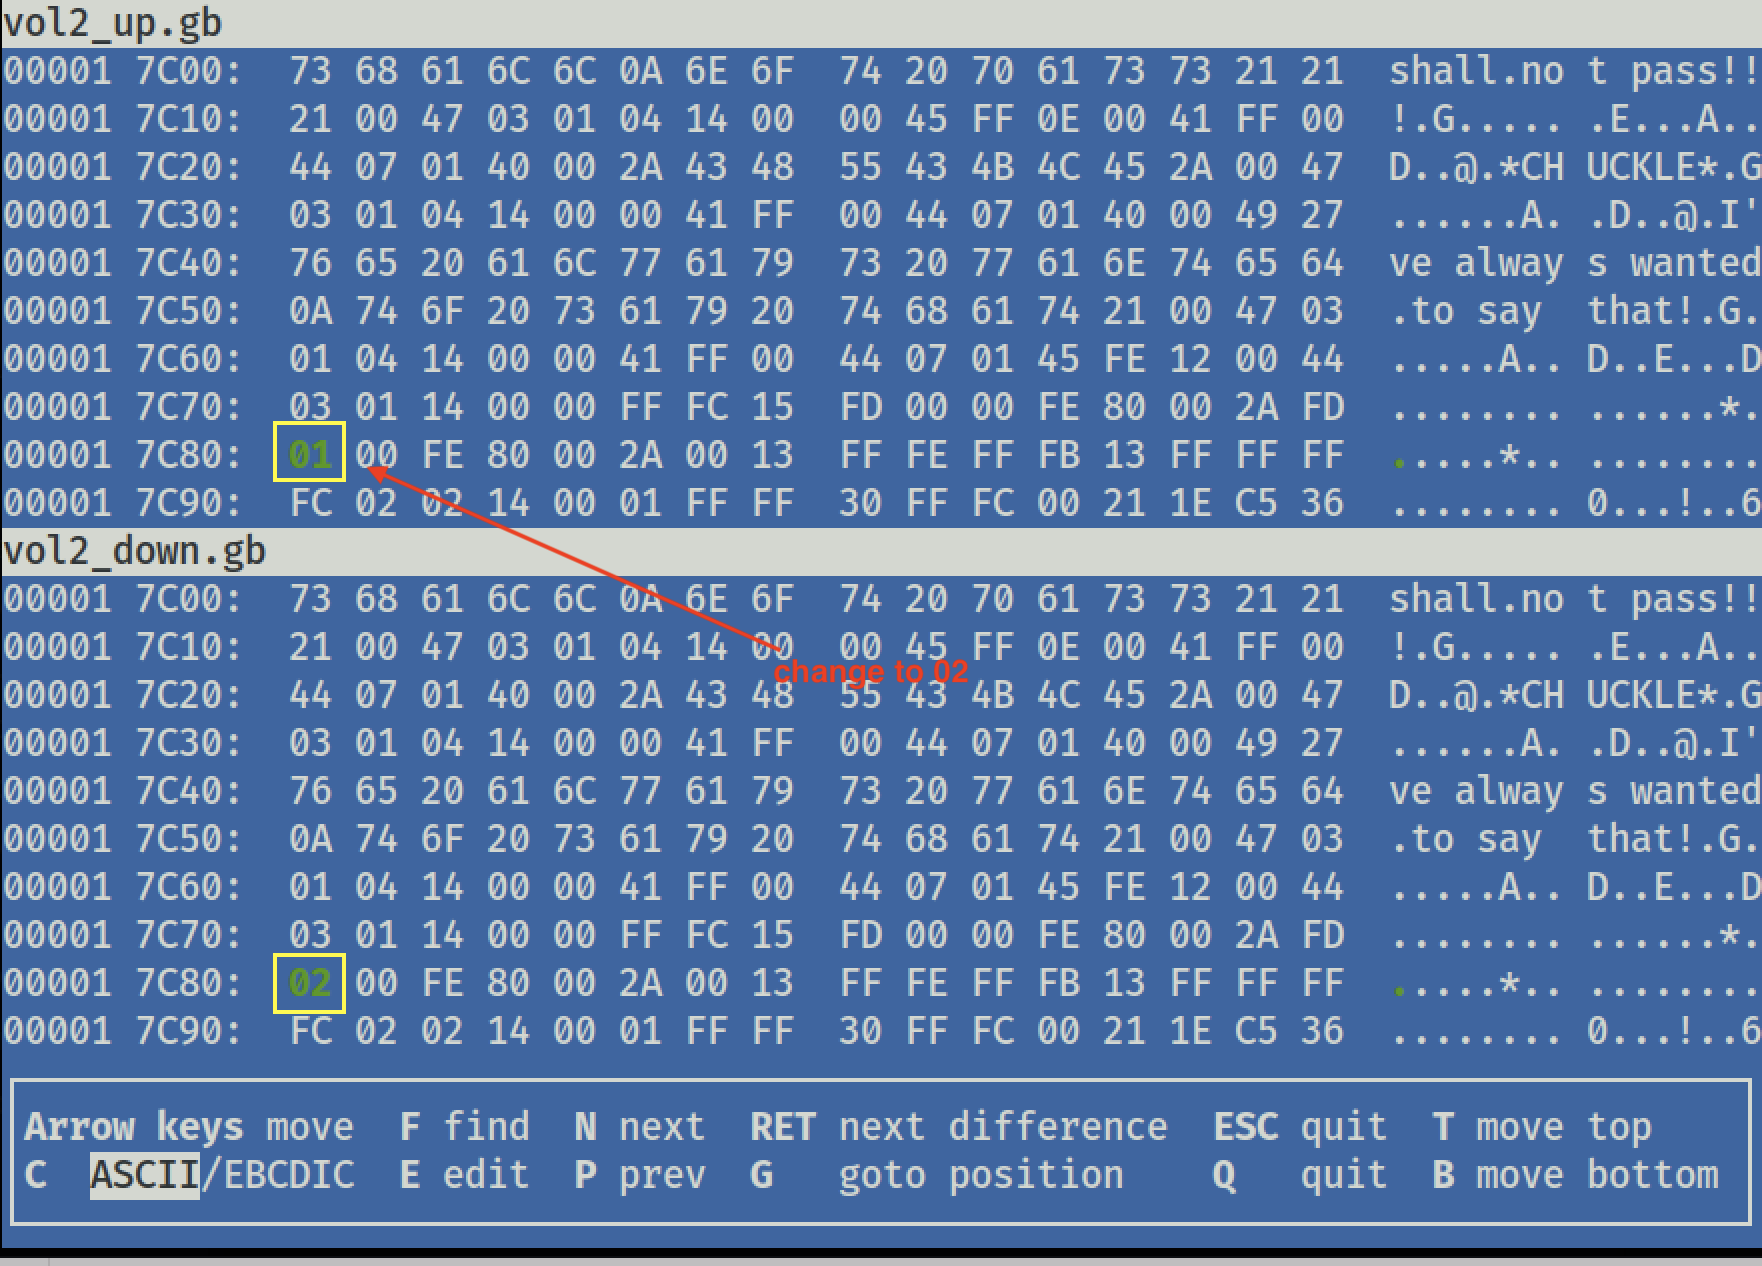 vol2_up.gb
00001 7C00:  73 68 61 6C 6C 0A 6E 6F  74 20 70 61 73 73 21 21  shall.no t pass!!
00001 7C10:  21 00 47 03 01 04 14 00  00 45 FF 0E 00 41 FF 00  !.G..... .E...A..
00001 7C20:  44 07 01 40 00 2A 43 48  55 43 4B 4C 45 2A 00 47  D..@.*CH UCKLE*.G
00001 7C30:  03 01 04 14 00 00 41 FF  00 44 07 01 40 00 49 27  ......A. .D..@.I'
00001 7C40:  76 65 20 61 6C 77 61 79  73 20 77 61 6E 74 65 64  ve alway s wanted
00001 7C50:  0A 74 6F 20 73 61 79 20  74 68 61 74 21 00 47 03  .to say  that!.G.
00001 7C60:  01 04 14 00 00 41 FF 00  44 07 01 45 FE 12 00 44  .....A.. D..E...D
00001 7C70:  03 01 14 00 00 FF FC 15  FD 00 00 FE 80 00 2A FD  ........ ......*.
00001 7C80:  01 00 FE 80 00 2A 00 13  FF FE FF FB 13 FF FF FF  .....*.. ........
00001 7C90:  FC 02 02 14 00 01 FF FF  30 FF FC 00 21 1E C5 36  ........ 0...!..6
vol2_down.gb
00001 7C00:  73 68 61 6C 6C 0A 6E 6F  74 20 70 61 73 73 21 21  shall.no t pass!!
00001 7C10:  21 00 47 03 01 04 14 00  00 45 FF 0E 00 41 FF 00  !.G..... .E...A..
change to 02
00001 7C20:  44 07 01 40 00 2A 43 48  55 43 4B 4C 45 2A 00 47  D..@.*CH UCKLE*.G
00001 7C30:  03 01 04 14 00 00 41 FF  00 44 07 01 40 00 49 27  ......A. .D..@.I'
00001 7C40:  76 65 20 61 6C 77 61 79  73 20 77 61 6E 74 65 64  ve alway s wanted
00001 7C50:  0A 74 6F 20 73 61 79 20  74 68 61 74 21 00 47 03  .to say  that!.G.
00001 7C60:  01 04 14 00 00 41 FF 00  44 07 01 45 FE 12 00 44  .....A.. D..E...D
00001 7C70:  03 01 14 00 00 FF FC 15  FD 00 00 FE 80 00 2A FD  ........ ......*.
00001 7C80:  02 00 FE 80 00 2A 00 13  FF FE FF FB 13 FF FF FF  .....*.. ........
00001 7C90:  FC 02 02 14 00 01 FF FF  30 FF FC 00 21 1E C5 36  ........ 0...!..6
Arrow keys move  F find  N next  RET next difference  ESC quit  T move top
C  ASCII/EBCDIC  E edit  P prev  G   goto position    Q   quit  B move bottom